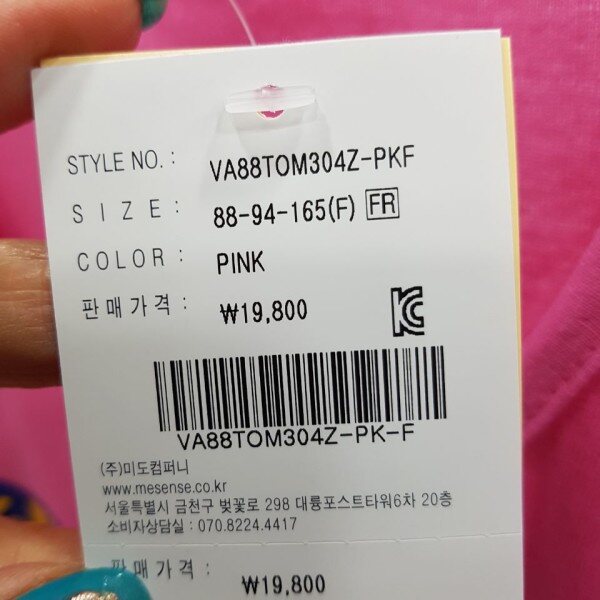 STYLE NO. : VA88TOM304Z-PKF
SIZE : 88-94-165(F) FR
COLOR : PINK
판매가격 : ₩19,800
KC
VA88TOM304Z-PK-F
(주)미도컴퍼니
www.mesense.co.kr
서울특별시 금천구 벚꽃로 298 대륭포스트타워6차 20층
소비자상담실 : 070.8224.4417
판매가격 : ₩19,800